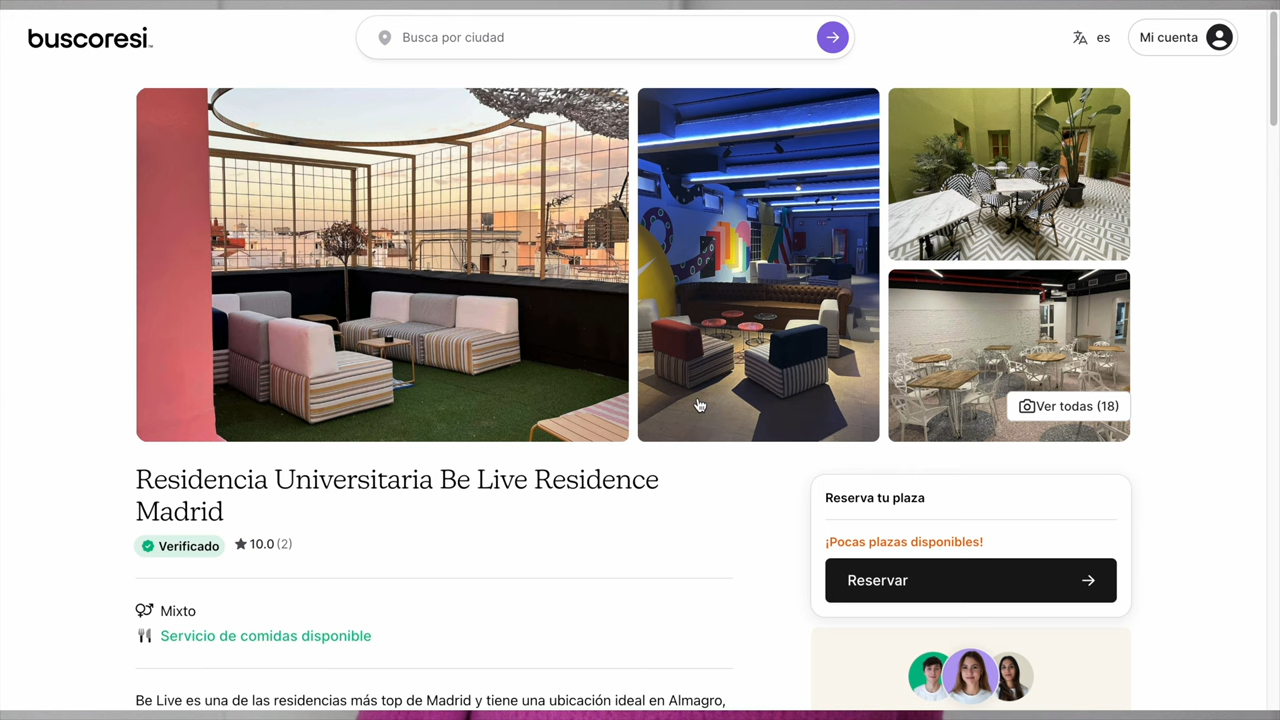 buscoresi
Busca por ciudad
es
Mi cuenta
Ver todas (18)
Residencia Universitaria Be Live Residence
Madrid
Verificado
10.0 (2)
Reserva tu plaza
¡Pocas plazas disponibles!
Reservar
Mixto
Servicio de comidas disponible
Be Live es una de las residencias más top de Madrid y tiene una ubicación ideal en Almagro,